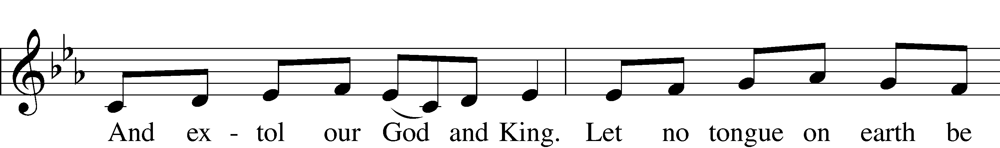 And ex - tol our God and King. Let no tongue on earth be